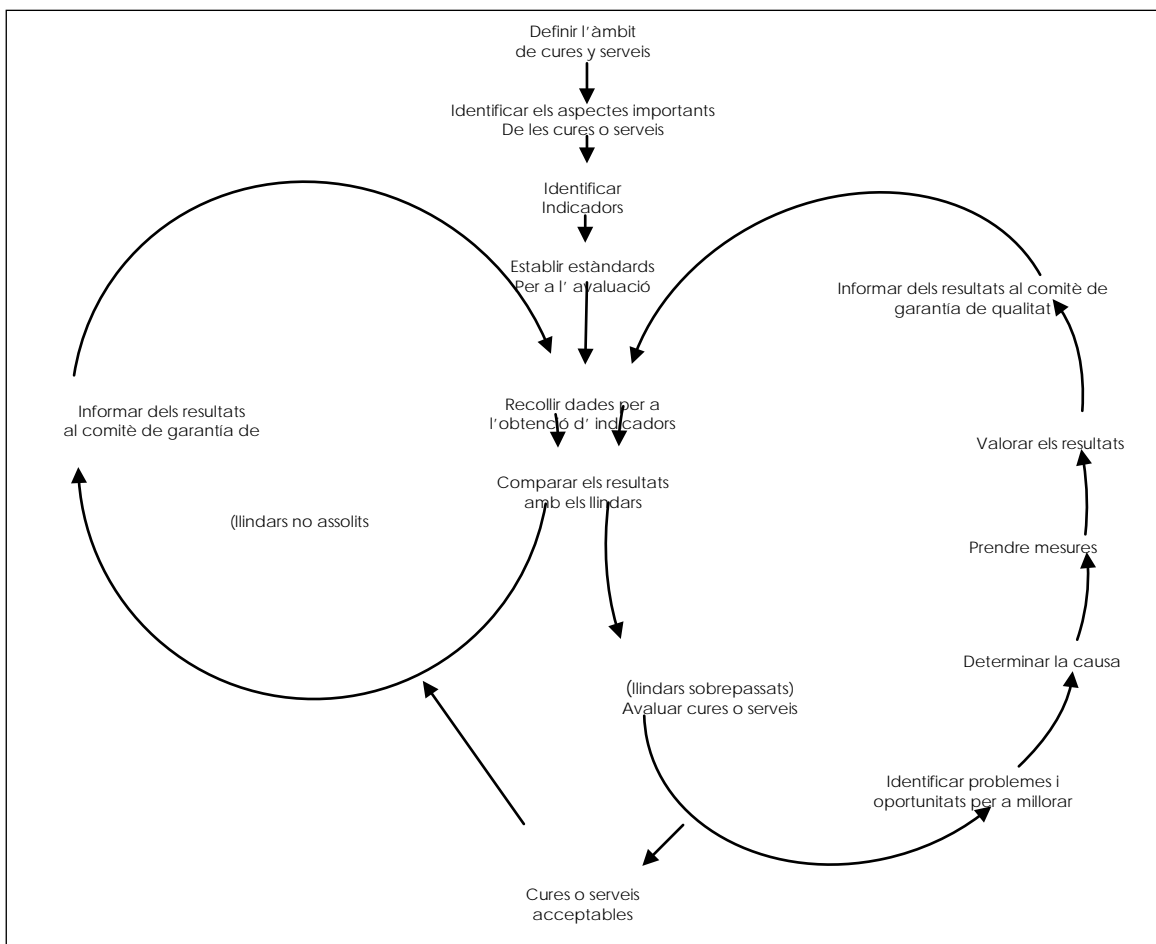 Definir l'àmbit
de cures y serveis
Identificar els aspectes importants
De les cures o serveis
Identificar
Indicadors
Establir estàndards
Per a l' avaluació
Informar dels resultats al comitè de
garantía de qualitat
Recollir dades per a
l'obtenció d' indicadors
Informar dels resultats
al comitè de garantía de
Valorar els resultats
Comparar els resultats
amb els llindars
(llindars no assolits
Prendre mesures
Determinar la causa
(llindars sobrepassats)
Avaluar cures o serveis
Identificar problemes i
oportunitats per a millorar
Cures o serveis
acceptables